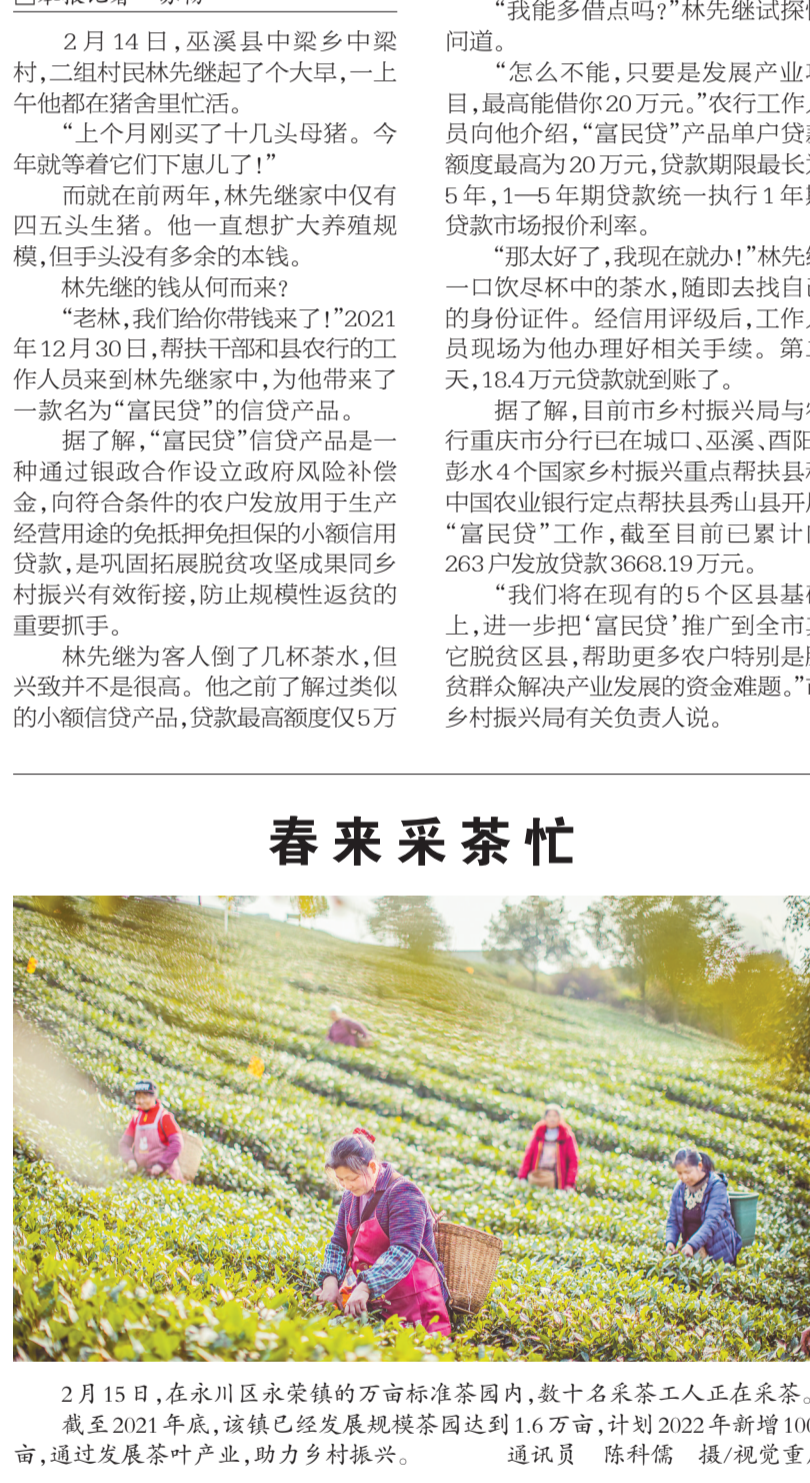 2月14日，巫溪县中梁乡中梁
村，二组村民林先继起了个大早，一上
午他都在猪舍里忙活。
“上个月刚买了十几头母猪。今
年就等着它们下崽儿了！”
而就在前两年，林先继家中仅有
四五头生猪。他一直想扩大养殖规
模，但手头没有多余的本钱。
林先继的钱从何而来？
“老林，我们给你带钱来了！”2021
年12月30日，帮扶干部和县农行的工
作人员来到林先继家中，为他带来了
一款名为“富民贷”的信贷产品。
据了解，“富民贷”信贷产品是一
种通过银政合作设立政府风险补偿
金，向符合条件的农户发放用于生产
经营用途的免抵押免担保的小额信用
贷款，是巩固拓展脱贫攻坚成果同乡
村振兴有效衔接，防止规模性返贫的
重要抓手。
林先继为客人倒了几杯茶水，但
兴致并不是很高。他之前了解过类似
的小额信贷产品，贷款最高额度仅5万
“我能多借点吗？”林先继试探
问道。
“怎么不能，只要是发展产业
目，最高能借你20万元。”农行工作
员向他介绍，“富民贷”产品单户贷
额度最高为20万元，贷款期限最长
5年，1—5年期贷款统一执行1年
贷款市场报价利率。
“那太好了，我现在就办！”林先
一口饮尽杯中的茶水，随即去找自
的身份证件。经信用评级后，工作
员现场为他办理好相关手续。第
天，18.4万元贷款就到账了。
据了解，目前市乡村振兴局与
行重庆市分行已在城口、巫溪、酉阳
彭水4个国家乡村振兴重点帮扶县
中国农业银行定点帮扶县秀山县开
“富民贷”工作，截至目前已累计
263户发放贷款3668.19万元。
“我们将在现有的5个区县基
上，进一步把‘富民贷’推广到全市
它脱贫区县，帮助更多农户特别是
贫群众解决产业发展的资金难题。”
乡村振兴局有关负责人说。
春来采茶忙
2月15日，在永川区永荣镇的万亩标准茶园内，数十名采茶工人正在采茶。
截至2021年底，该镇已经发展规模茶园达到1.6万亩，计划2022年新增100
亩，通过发展茶叶产业，助力乡村振兴。 通讯员 陈科儒 摄/视觉重